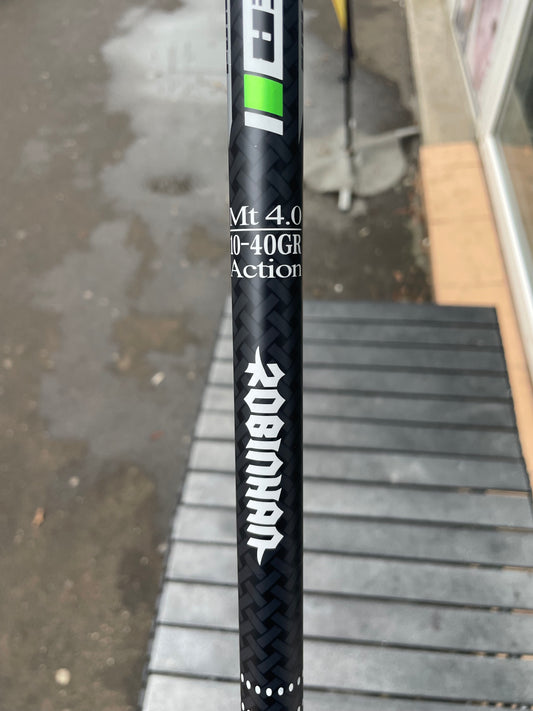 Mt 4.0
10-40GR
Action
ROBINHAN